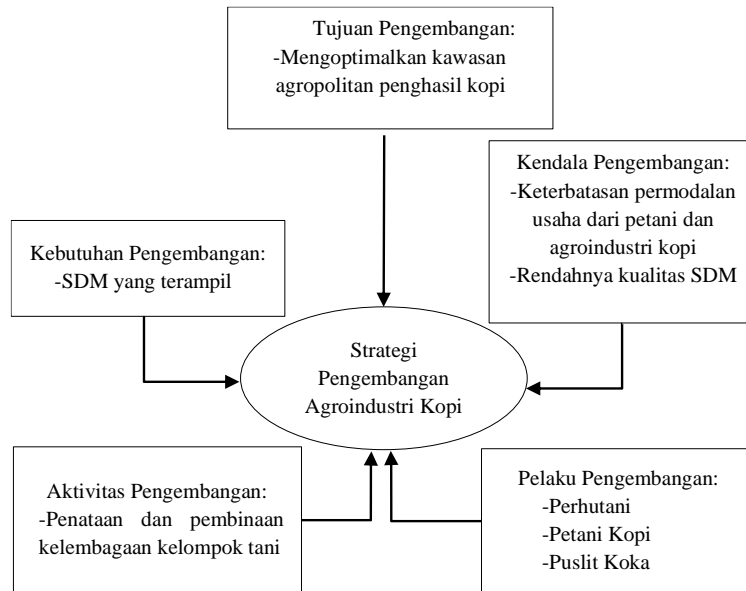 Tujuan Pengembangan:
-Mengoptimalkan kawasan
agropolitan penghasil kopi
Kendala Pengembangan:
-Keterbatasan permodalan
usaha dari petani dan
agroindustri kopi
-Rendahnya kualitas SDM
Kebutuhan Pengembangan:
-SDM yang terampil
Strategi
Pengembangan
Agroindustri Kopi
Aktivitas Pengembangan:
-Penataan dan pembinaan
kelembagaan kelompok tani
Pelaku Pengembangan:
-Perhutani
-Petani Kopi
-Puslit Koka